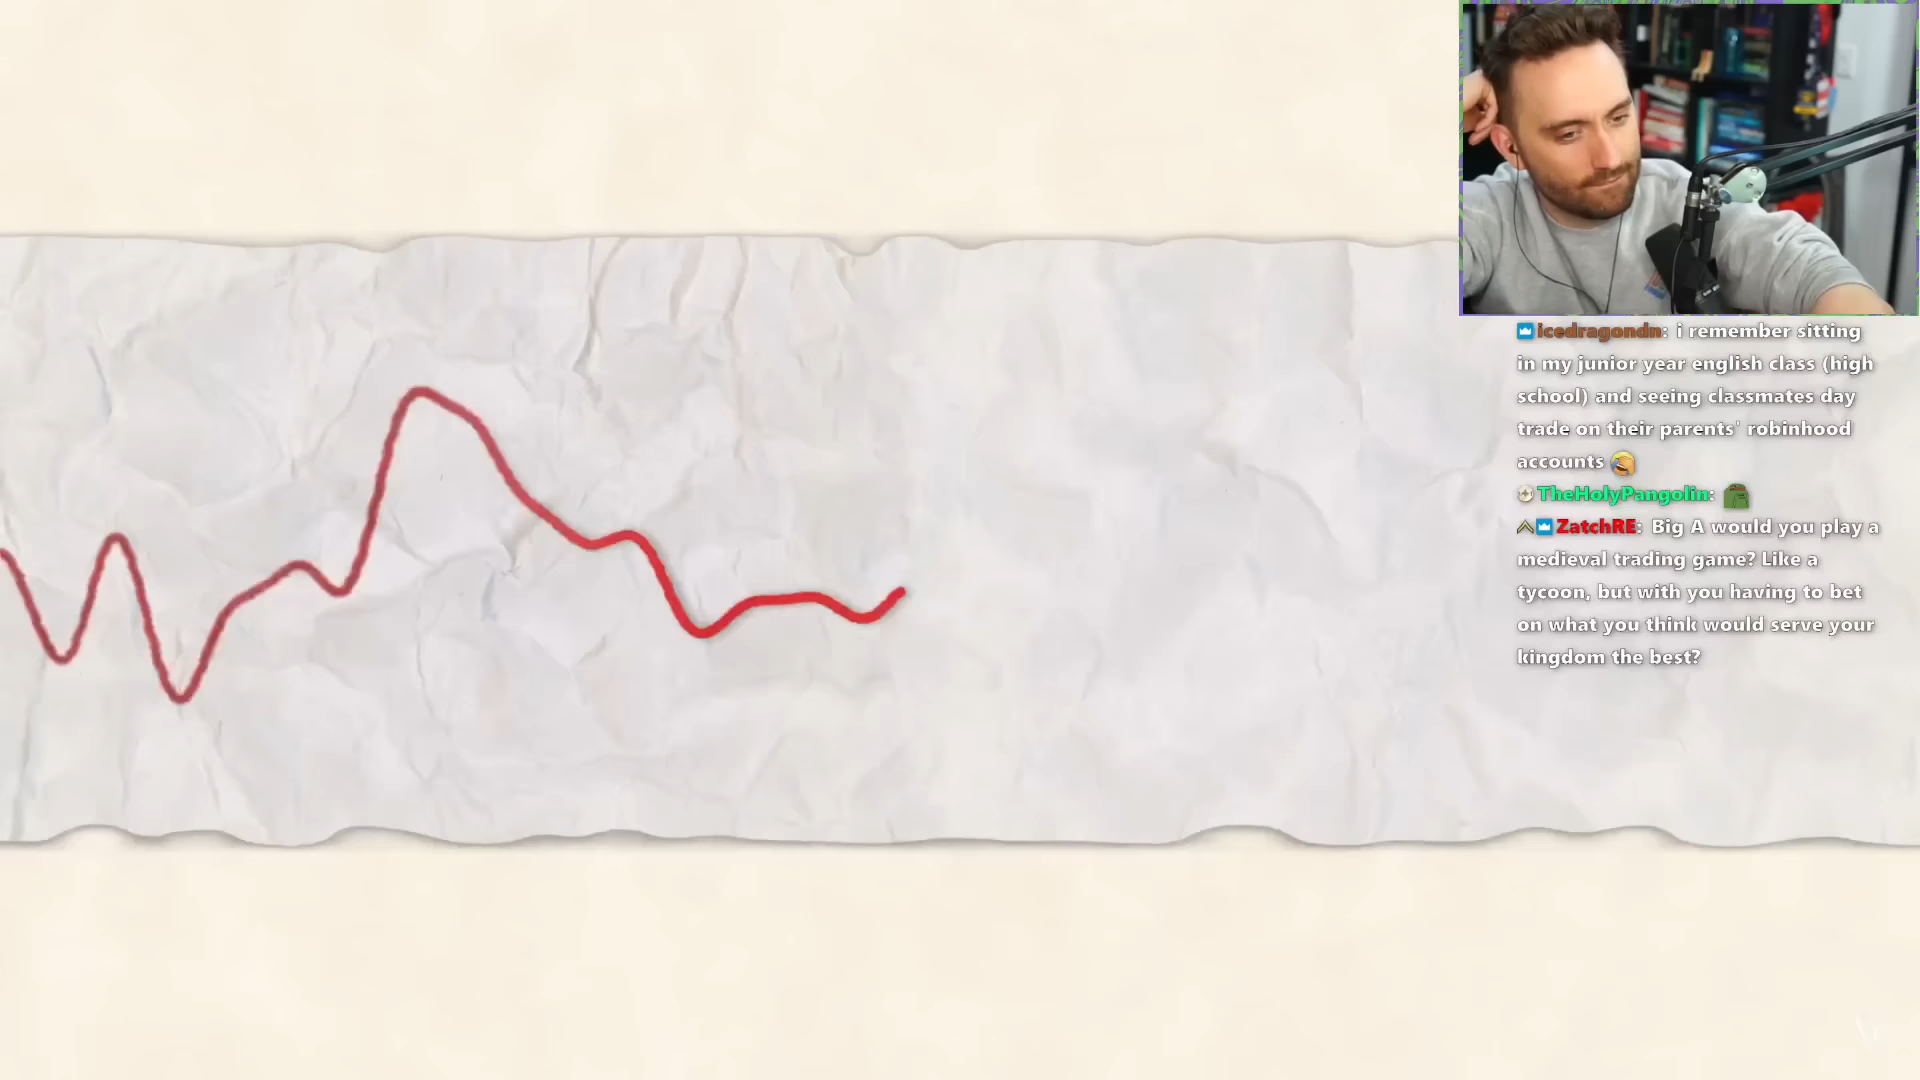 icedragondn: i remember sitting
in my junior year english class (high
school) and seeing classmates day
trade on their parents' robinhood
accounts
TheHolyPangolin:
ZatchRE: Big A would you play a
medieval trading game? Like a
tycoon, but with you having to bet
on what you think would serve your
kingdom the best?